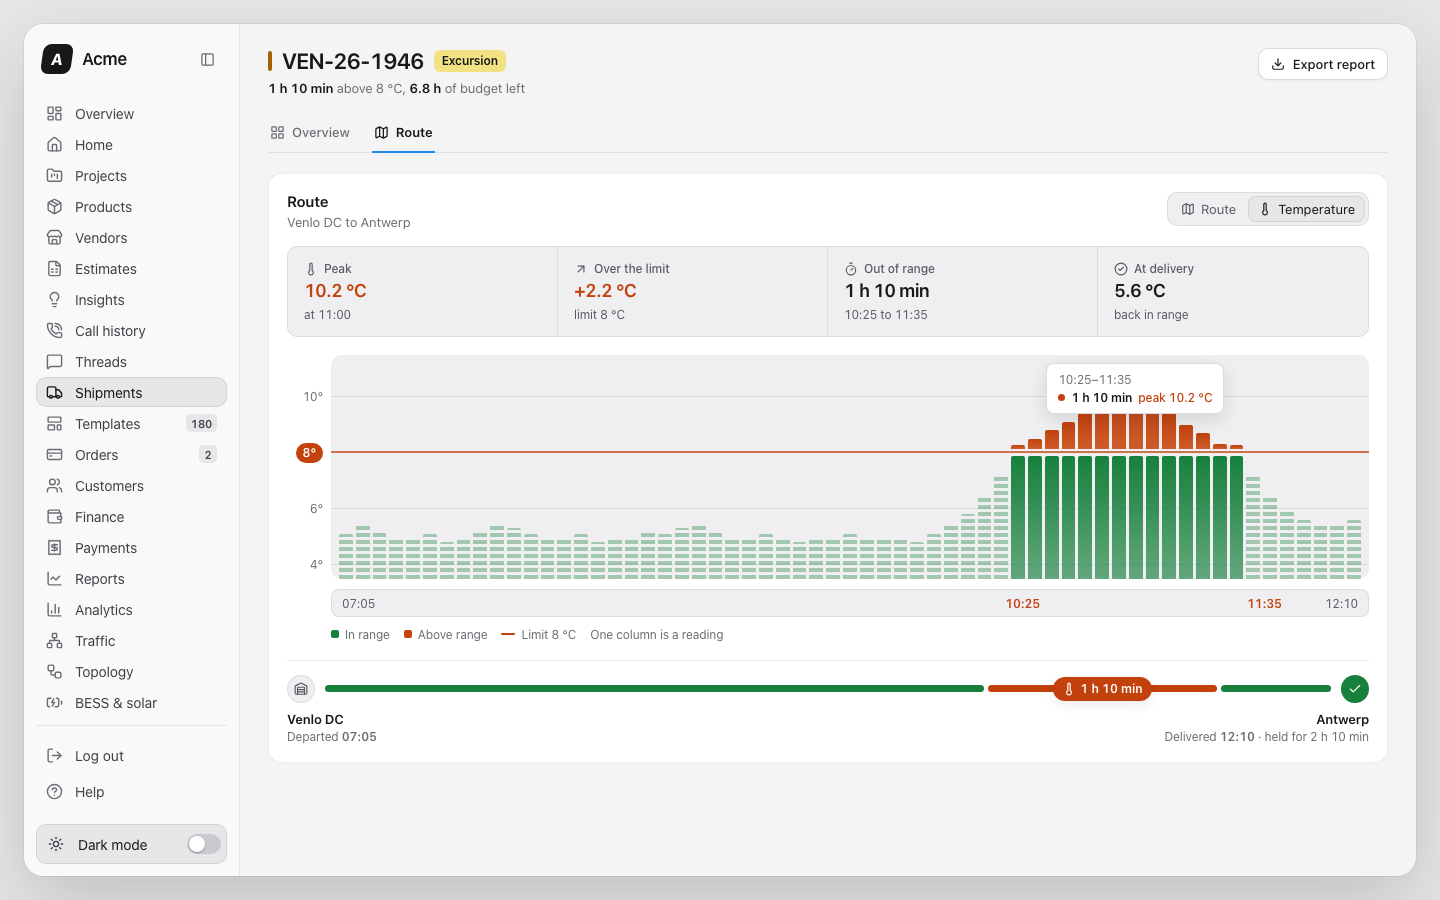 A Acme
Overview
Home
Projects
Products
Vendors
Estimates
Insights
Call history
Threads
Shipments
Templates 180
Orders 2
Customers
Finance
Payments
Reports
Analytics
Traffic
Topology
BESS & solar
Log out
Help
Dark mode
VEN-26-1946 Excursion
1 h 10 min above 8 °C, 6.8 h of budget left
Export report
Overview Route
Route
Venlo DC to Antwerp
Route Temperature
Peak
10.2 °C
at 11:00
Over the limit
+2.2 °C
limit 8 °C
Out of range
1 h 10 min
10:25 to 11:35
At delivery
5.6 °C
back in range
10:25–11:35
1 h 10 min peak 10.2 °C
10°
8°
6°
4°
07:05 10:25 11:35 12:10
In range Above range Limit 8 °C One column is a reading
1 h 10 min
Venlo DC
Departed 07:05
Antwerp
Delivered 12:10 · held for 2 h 10 min